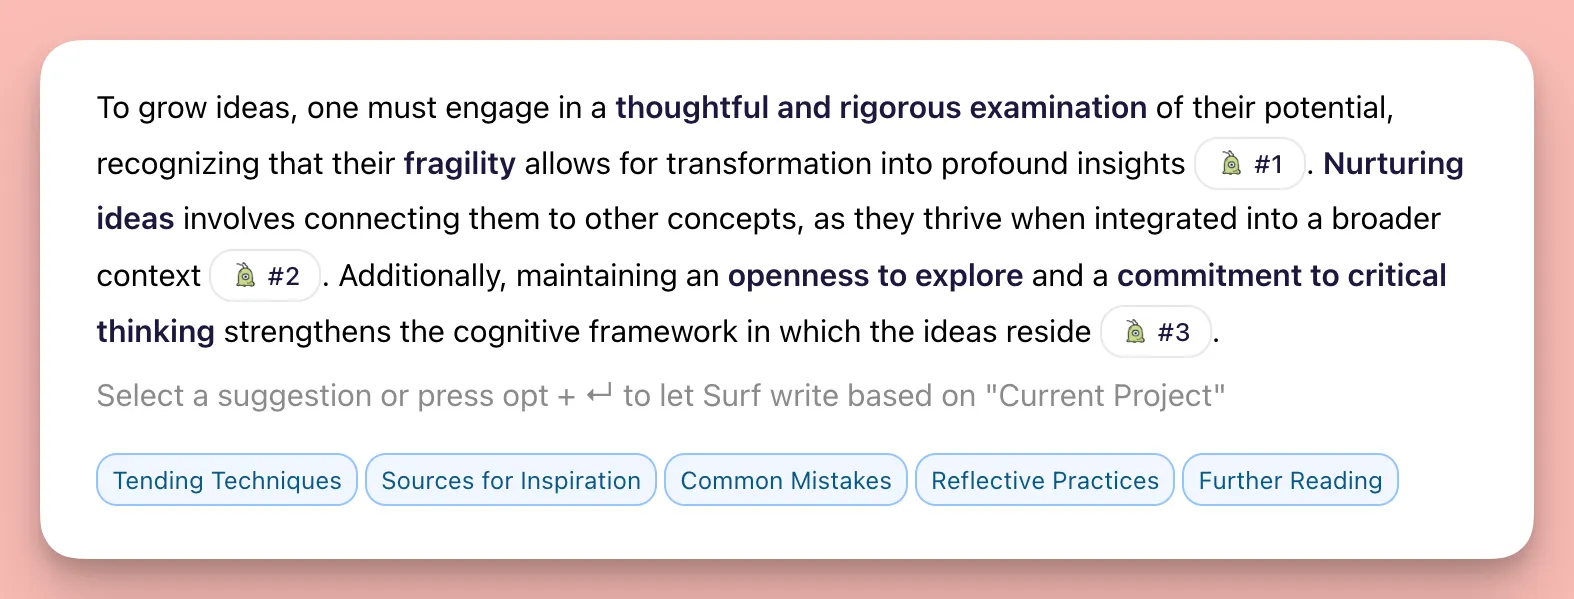 To grow ideas, one must engage in a thoughtful and rigorous examination of their potential,
recognizing that their fragility allows for transformation into profound insights #1. Nurturing
ideas involves connecting them to other concepts, as they thrive when integrated into a broader
context #2. Additionally, maintaining an openness to explore and a commitment to critical
thinking strengthens the cognitive framework in which the ideas reside #3.
Select a suggestion or press opt + ↵ to let Surf write based on "Current Project"
Tending Techniques Sources for Inspiration Common Mistakes Reflective Practices Further Reading